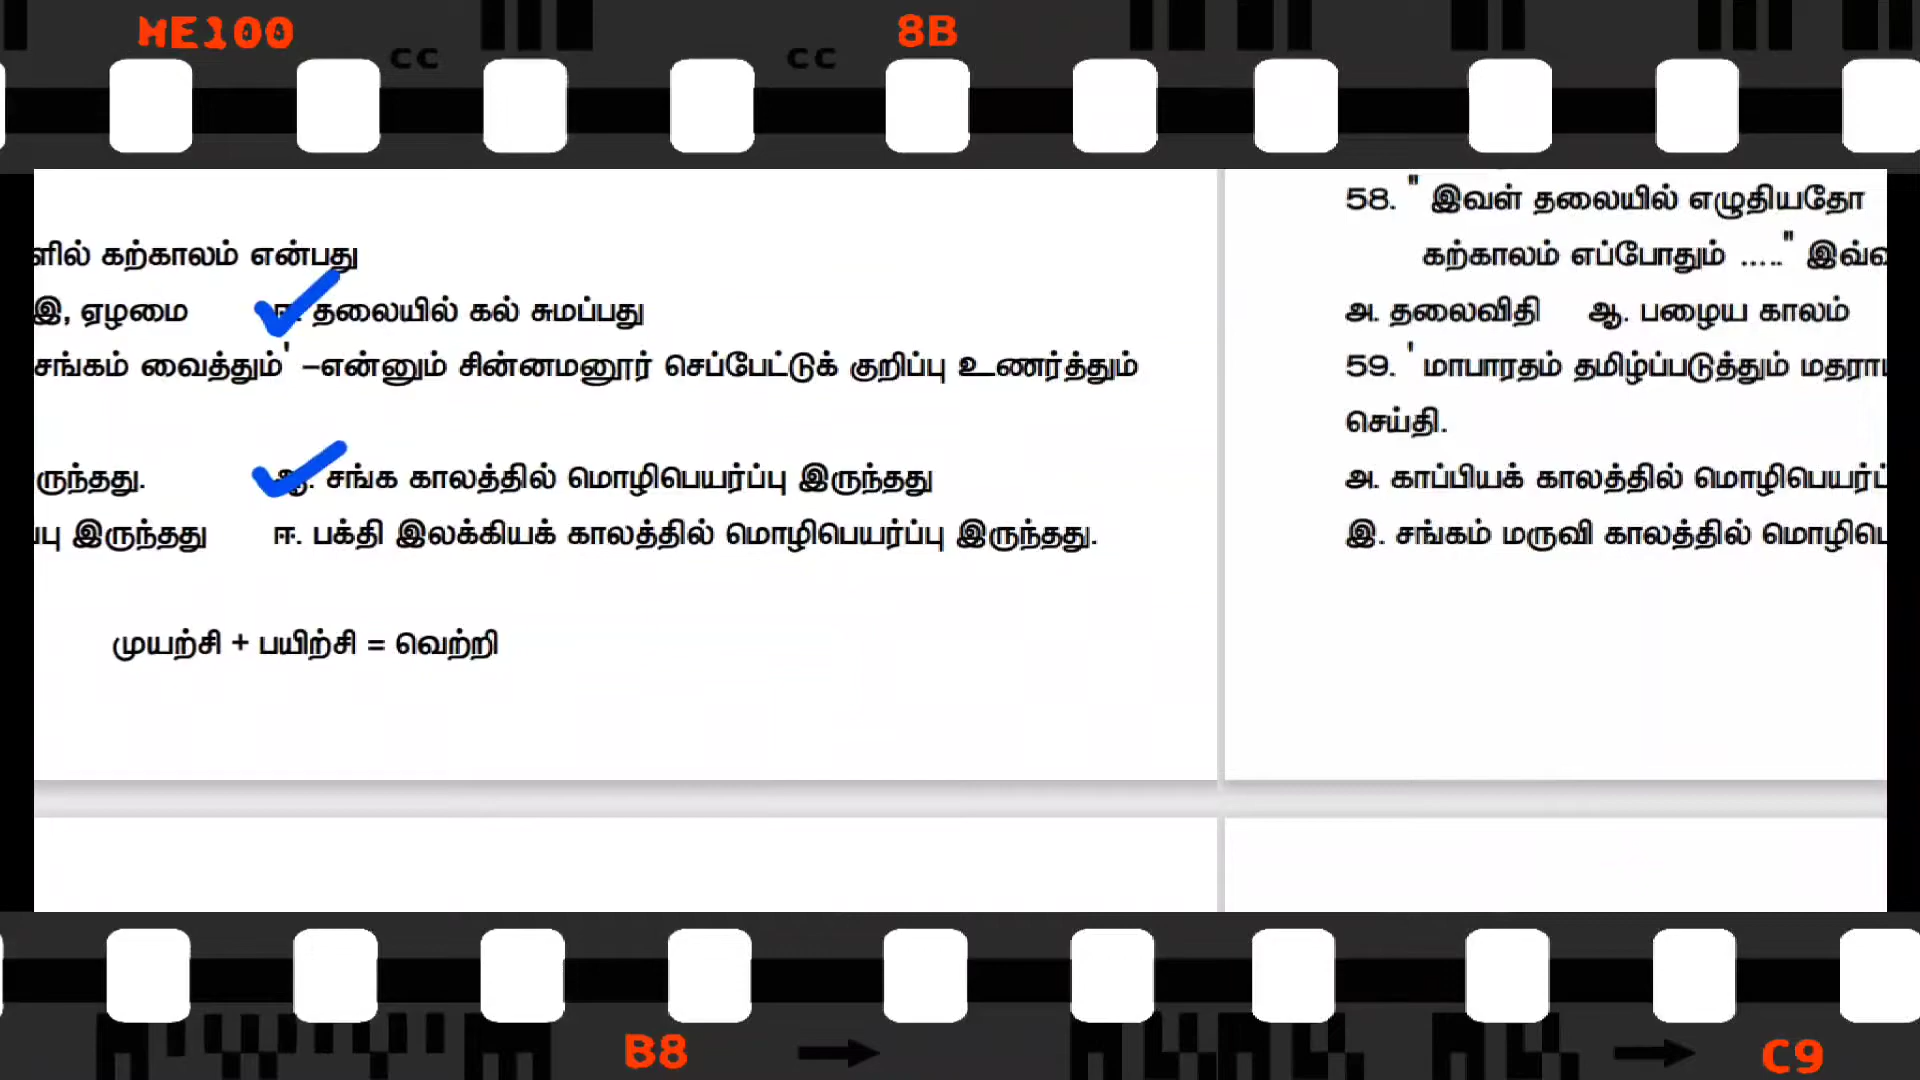 ME100
8B
CC
CC
ளில் கற்காலம் என்பது
இ, ஏழமை ஈ. தலையில் கல் சுமப்பது
சங்கம் வைத்தும்' –என்னும் சின்னமனூர் செப்பேட்டுக் குறிப்பு உணர்த்தும்
ருந்தது. ஆ. சங்க காலத்தில் மொழிபெயர்ப்பு இருந்தது
பு இருந்தது ஈ. பக்தி இலக்கியக் காலத்தில் மொழிபெயர்ப்பு இருந்தது.
முயற்சி + பயிற்சி = வெற்றி
58. " இவள் தலையில் எழுதியதோ
கற்காலம் எப்போதும் ....."
அ. தலைவிதி ஆ. பழைய காலம்
59. ' மாபாரதம் தமிழ்ப்படுத்தும்
செய்தி.
அ. காப்பியக் காலத்தில்
இ. சங்கம் மருவி காலத்தில்
B8
C9